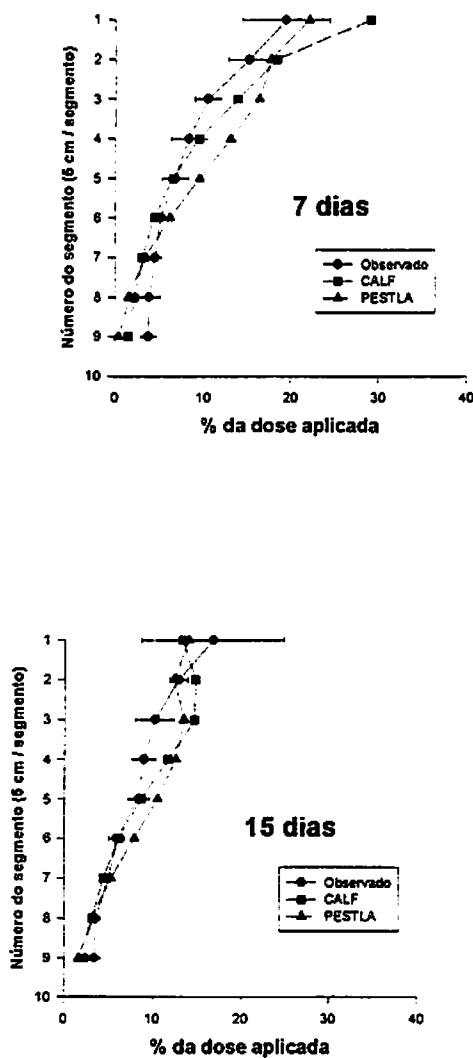 1
2
3
4
5
6
7
8
9
10
Número do segmento (5 cm / segmento)
7 dias
Observado
CALF
PESTLA
0 10 20 30 40
% da dose aplicada
1
2
3
4
5
6
7
8
9
10
Número do segmento (5 cm / segmento)
15 dias
Observado
CALF
PESTLA
0 10 20 30 40
% da dose aplicada